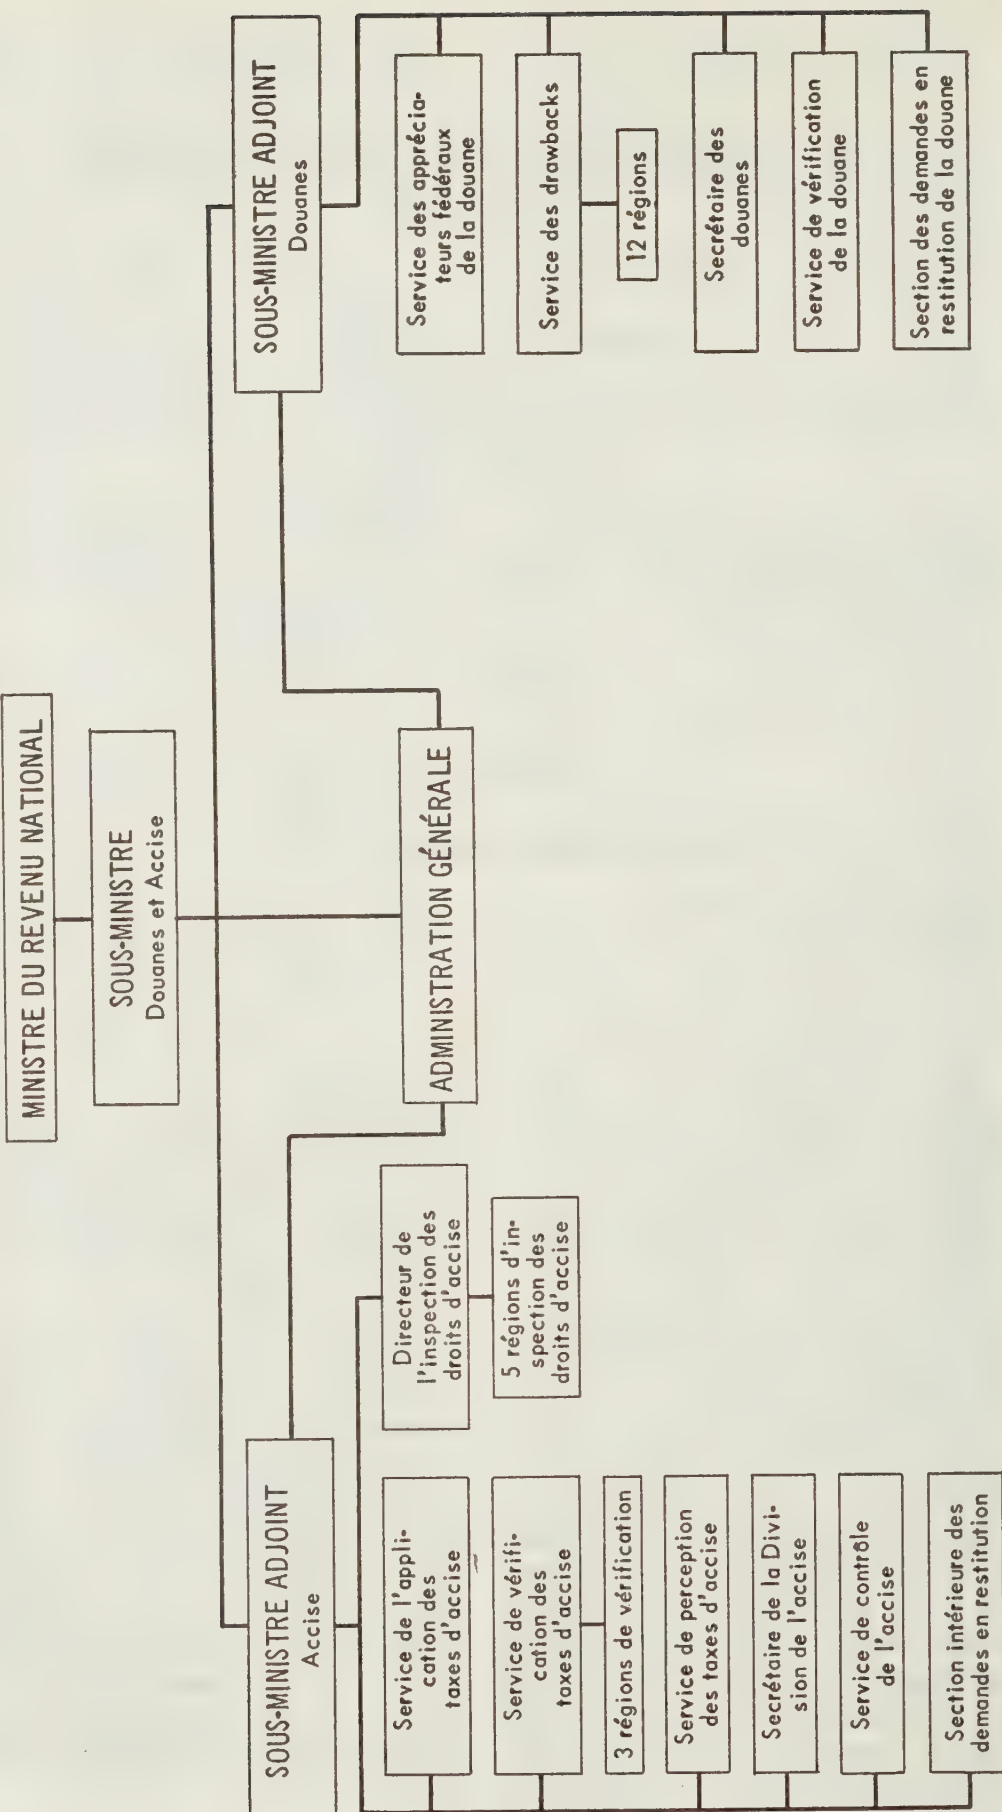 MINISTRE DU REVENU NATIONAL
SOUS-MINISTRE
Douanes et Accise
SOUS-MINISTRE ADJOINT
Accise
SOUS-MINISTRE ADJOINT
Douanes
ADMINISTRATION GÉNÉRALE
Service de l'appli-
cation des
taxes d'accise
Service de vérifi-
cation des
taxes d'accise
3 régions de vérification
Service de perception
des taxes d'accise
Secrétaire de la Divi-
sion de l'accise
Service de contrôle
de l'accise
Section intérieure des
demandes en restitution
Directeur de
l'inspection des
droits d'accise
5 régions d'in-
spection des
droits d'accise
Service des apprécia-
teurs fédéraux
de la douane
Service des drawbacks
12 régions
Secrétaire des
douanes
Service de vérification
de la douane
Section des demandes en
restitution de la douane